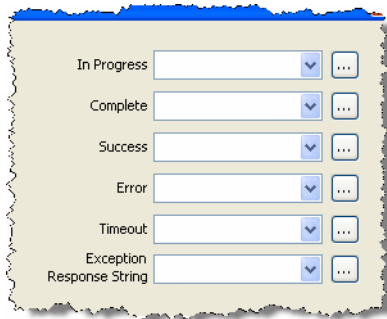 In Progress
...
Complete
...
Success
...
Error
...
Timeout
...
Exception
Response String
...